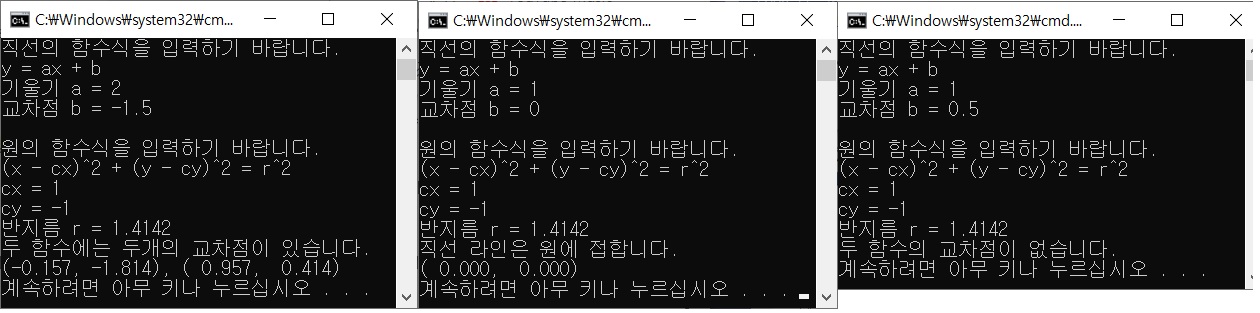 C:₩Windows₩system32₩cm...
직선의 함수식을 입력하기 바랍니다.
y = ax + b
기울기 a = 2
교차점 b = -1.5
원의 함수식을 입력하기 바랍니다.
(x - cx)^2 + (y - cy)^2 = r^2
cx = 1
cy = -1
반지름 r = 1.4142
두 함수에는 두개의 교차점이 있습니다.
(-0.157, -1.814), ( 0.957,  0.414)
계속하려면 아무 키나 누르십시오 . . .
C:₩Windows₩system32₩cm...
직선의 함수식을 입력하기 바랍니다.
y = ax + b
기울기 a = 1
교차점 b = 0
원의 함수식을 입력하기 바랍니다.
(x - cx)^2 + (y - cy)^2 = r^2
cx = 1
cy = -1
반지름 r = 1.4142
직선 라인은 원에 접합니다.
( 0.000,  0.000)
계속하려면 아무 키나 누르십시오 . . .
C:₩Windows₩system32₩cmd....
직선의 함수식을 입력하기 바랍니다.
y = ax + b
기울기 a = 1
교차점 b = 0.5
원의 함수식을 입력하기 바랍니다.
(x - cx)^2 + (y - cy)^2 = r^2
cx = 1
cy = -1
반지름 r = 1.4142
두 함수의 교차점이 없습니다.
계속하려면 아무 키나 누르십시오 . . .